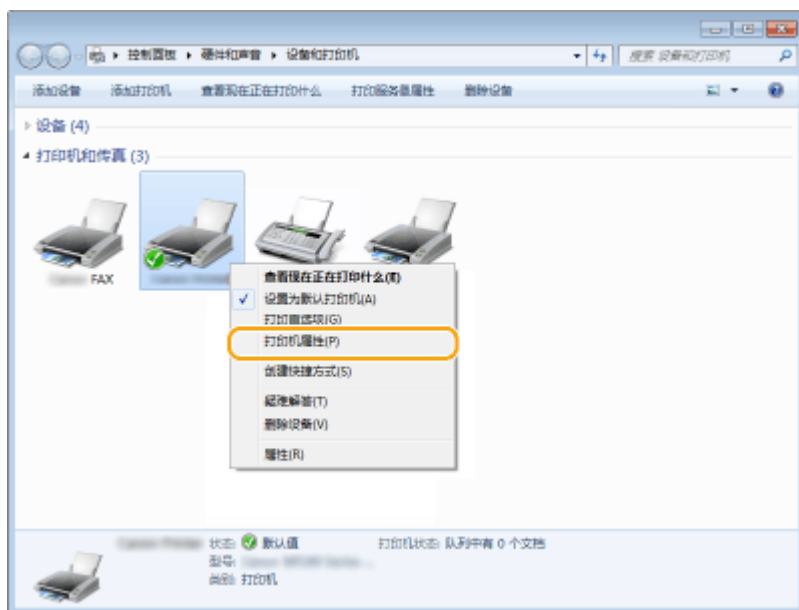 控制面板 ▸ 硬件和声音 ▸ 设备和打印机 搜索 设备和打印机
添加设备 添加打印机 查看现在正在打印什么 打印服务器属性 删除设备
设备 (4)
打印机和传真 (3)
FAX
查看现在正在打印什么(E)
设置为默认打印机(A)
打印首选项(G)
打印机属性(P)
创建快捷方式(S)
疑难解答(T)
删除设备(V)
属性(R)
状态: 默认值 打印机状态: 队列中有 0 个文档
型号:
类别: 打印机